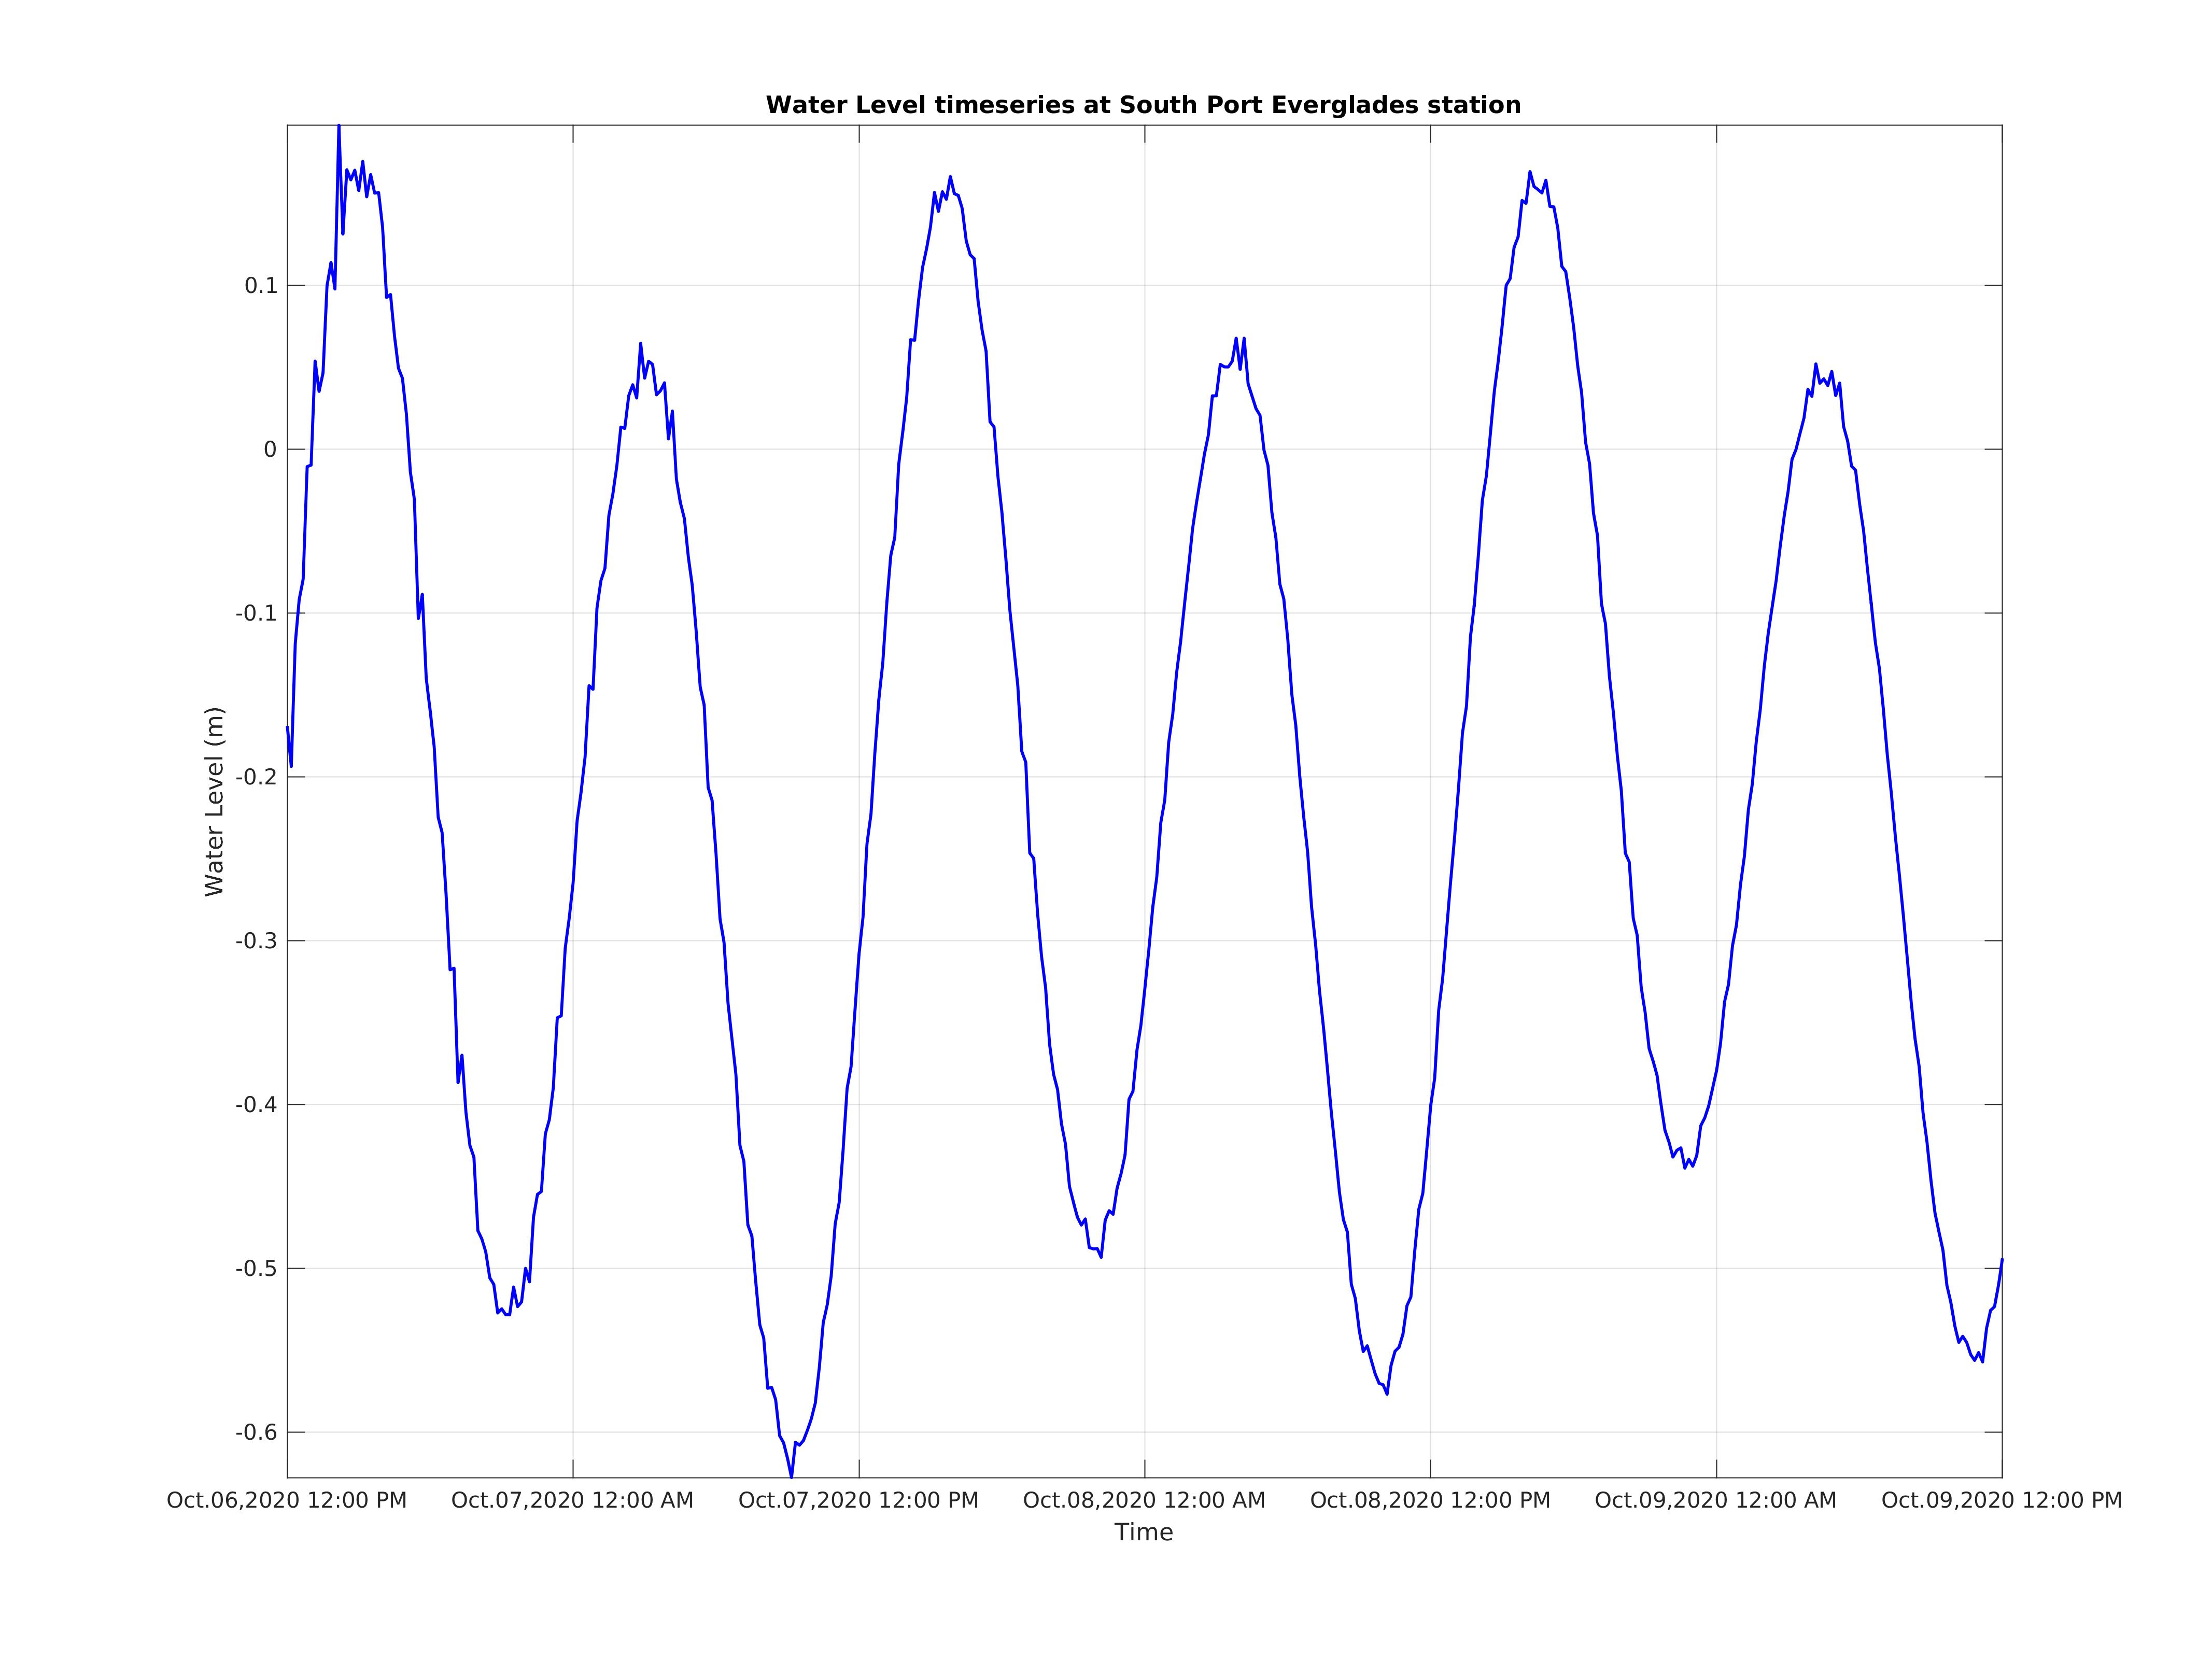 Water Level timeseries at South Port Everglades station
0.1
0
-0.1
-0.2
-0.3
-0.4
-0.5
-0.6
Water Level (m)
Oct.06,2020 12:00 PM
Oct.07,2020 12:00 AM
Oct.07,2020 12:00 PM
Oct.08,2020 12:00 AM
Oct.08,2020 12:00 PM
Oct.09,2020 12:00 AM
Oct.09,2020 12:00 PM
Time